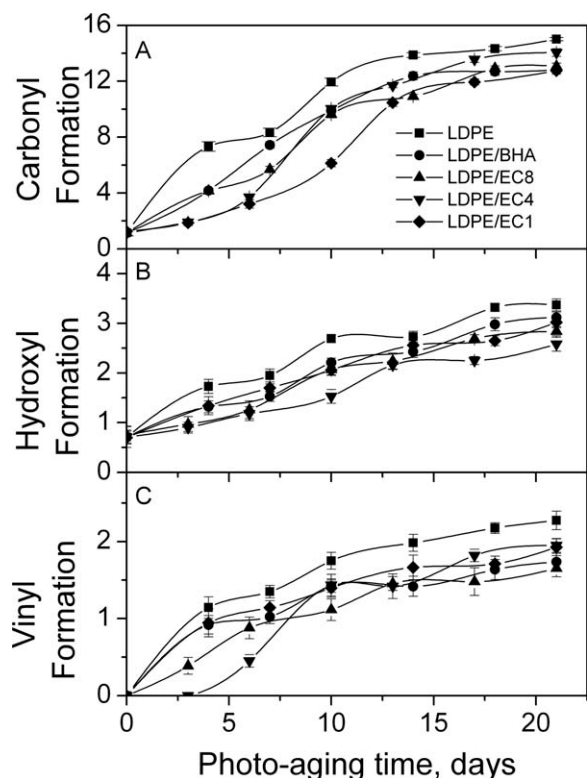 A
Carbonyl
Formation
16
12
8
4
0
LDPE
LDPE/BHA
LDPE/EC8
LDPE/EC4
LDPE/EC1
B
Hydroxyl
Formation
4
3
2
1
0
C
Vinyl
Formation
2
1
0
0 5 10 15 20
Photo-aging time, days